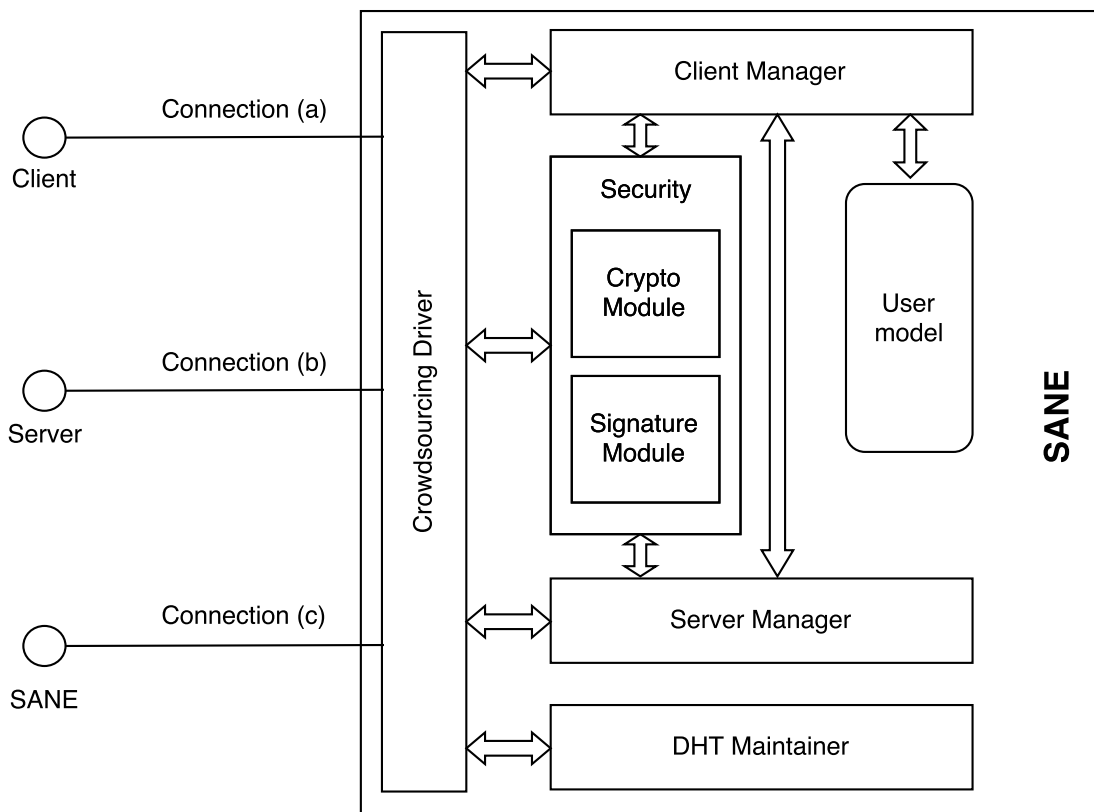 Client Manager
Connection (a)
Client
Security
Crypto
Module
User
model
Crowdsourcing Driver
Connection (b)
Server
Signature
Module
SANE
Connection (c)
SANE
Server Manager
DHT Maintainer